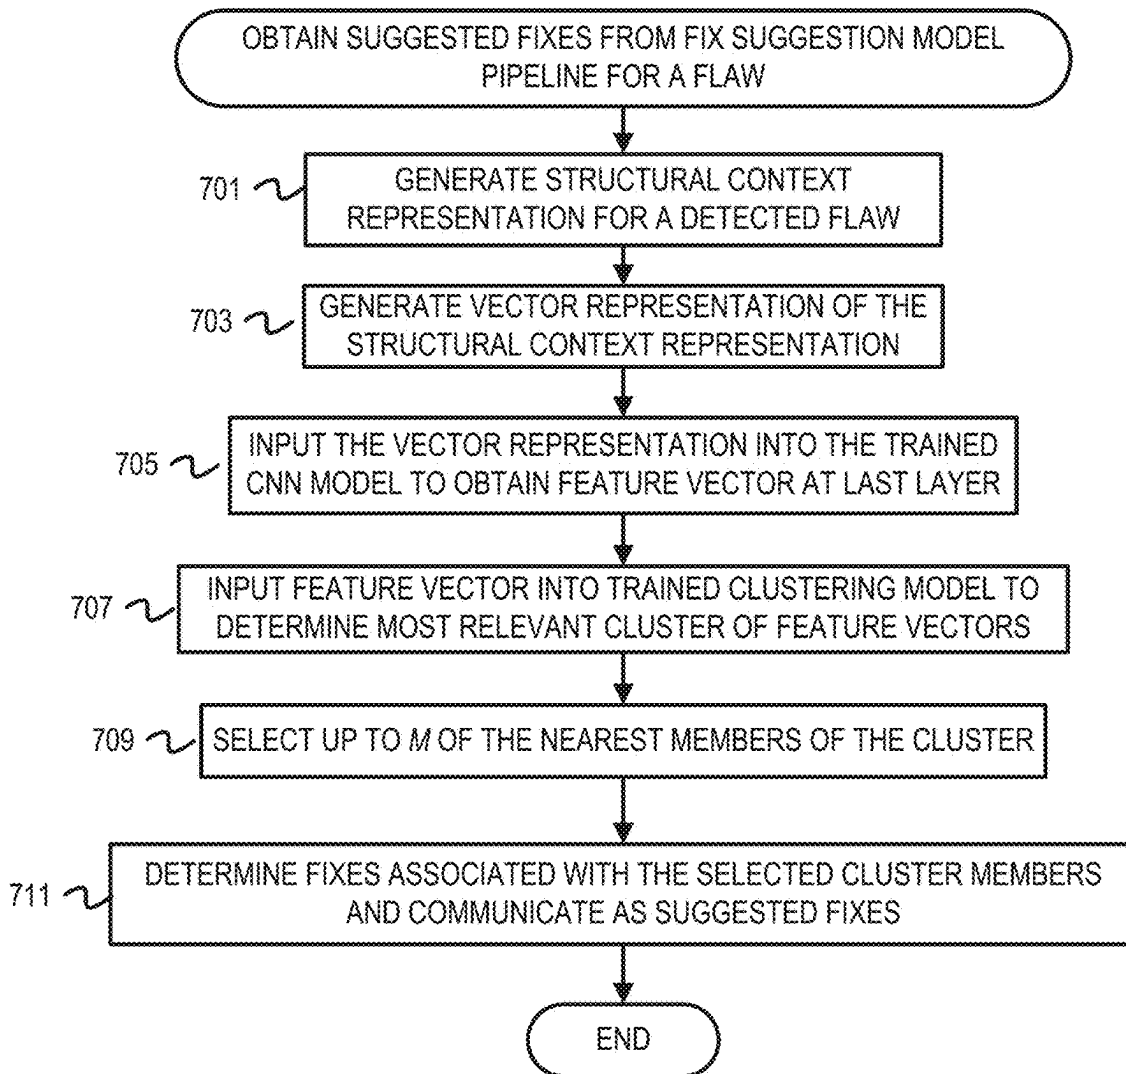 OBTAIN SUGGESTED FIXES FROM FIX SUGGESTION MODEL
PIPELINE FOR A FLAW
701
GENERATE STRUCTURAL CONTEXT
REPRESENTATION FOR A DETECTED FLAW
703
GENERATE VECTOR REPRESENTATION OF THE
STRUCTURAL CONTEXT REPRESENTATION
705
INPUT THE VECTOR REPRESENTATION INTO THE TRAINED
CNN MODEL TO OBTAIN FEATURE VECTOR AT LAST LAYER
707
INPUT FEATURE VECTOR INTO TRAINED CLUSTERING MODEL TO
DETERMINE MOST RELEVANT CLUSTER OF FEATURE VECTORS
709
SELECT UP TO M OF THE NEAREST MEMBERS OF THE CLUSTER
711
DETERMINE FIXES ASSOCIATED WITH THE SELECTED CLUSTER MEMBERS
AND COMMUNICATE AS SUGGESTED FIXES
END